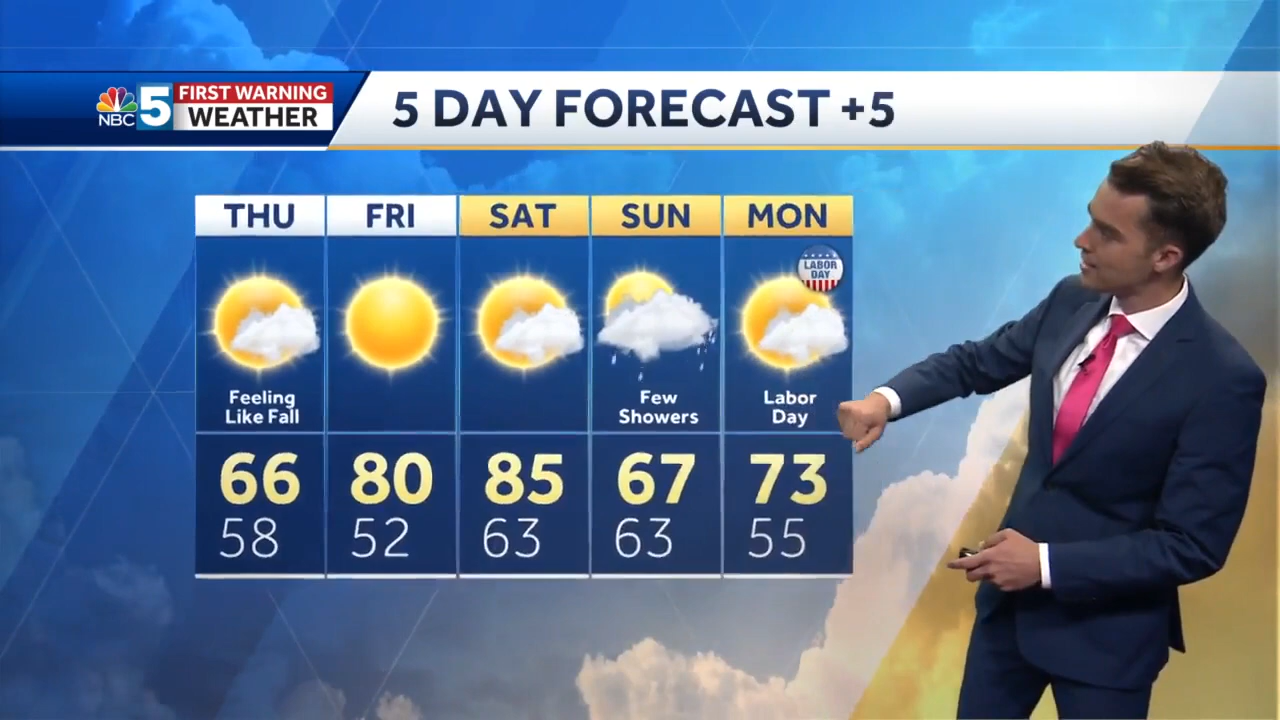 NBC 5 FIRST WARNING
WEATHER
5 DAY FORECAST +5
THU FRI SAT SUN MON
LABOR
DAY
Feeling
Like Fall
Few
Showers
Labor
Day
66 80 85 67 73
58 52 63 63 55